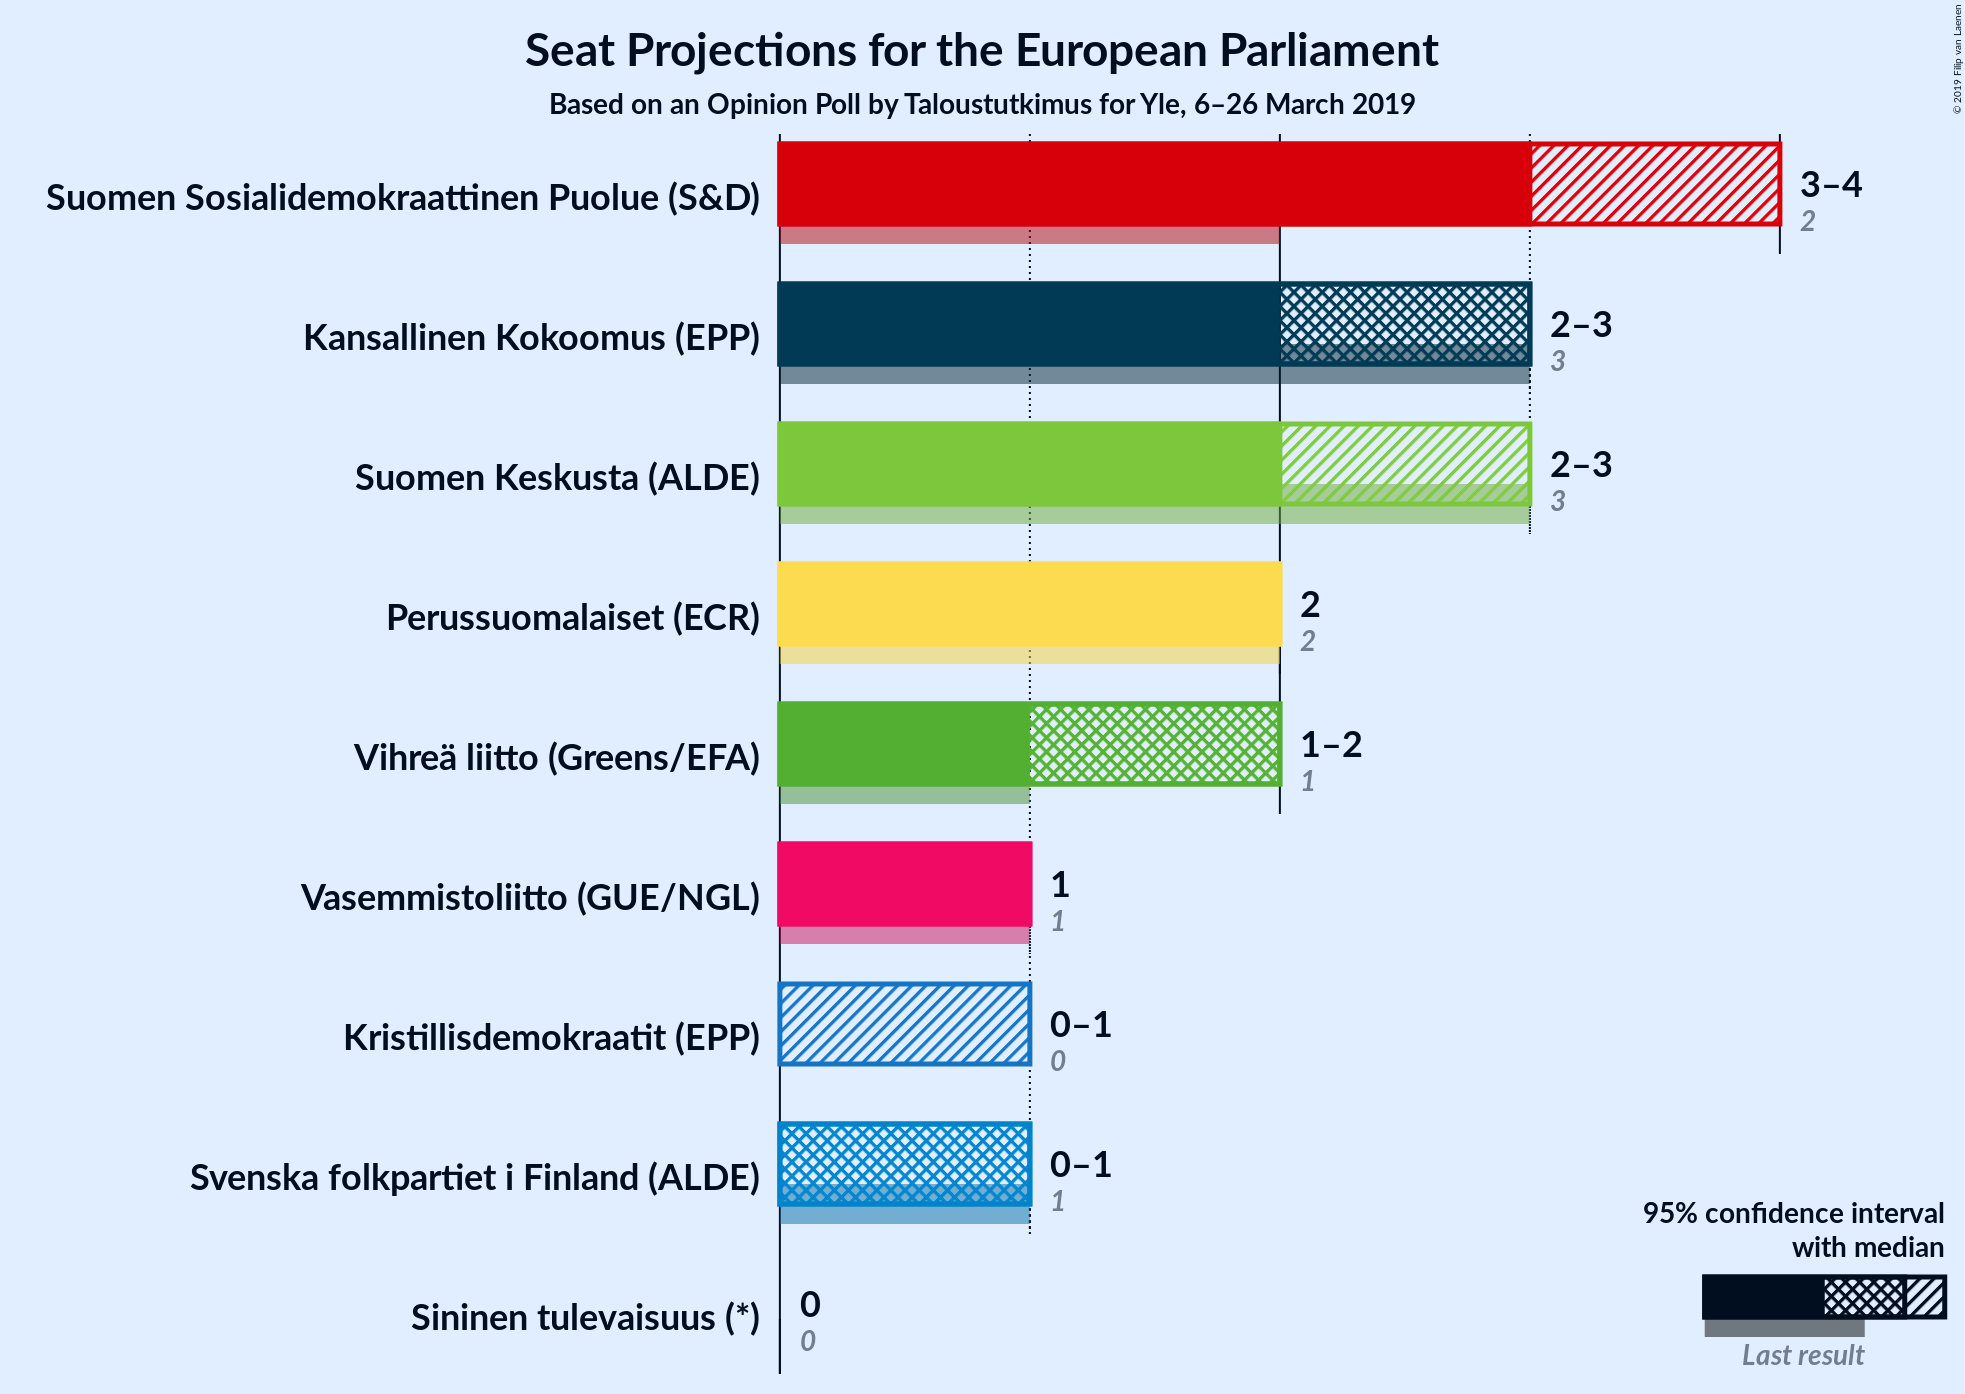 Seat Projections for the European Parliament
Based on an Opinion Poll by Taloustutkimus for Yle, 6–26 March 2019
© 2019 Filip van Laenen
Suomen Sosialidemokraattinen Puolue (S&D)
3–4
2
Kansallinen Kokoomus (EPP)
2–3
3
Suomen Keskusta (ALDE)
2–3
3
Perussuomalaiset (ECR)
2
2
Vihreä liitto (Greens/EFA)
1–2
1
Vasemmistoliitto (GUE/NGL)
1
1
Kristillisdemokraatit (EPP)
0–1
0
Svenska folkpartiet i Finland (ALDE)
0–1
1
Sininen tulevaisuus (*)
0
0
95% confidence interval
with median
Last result